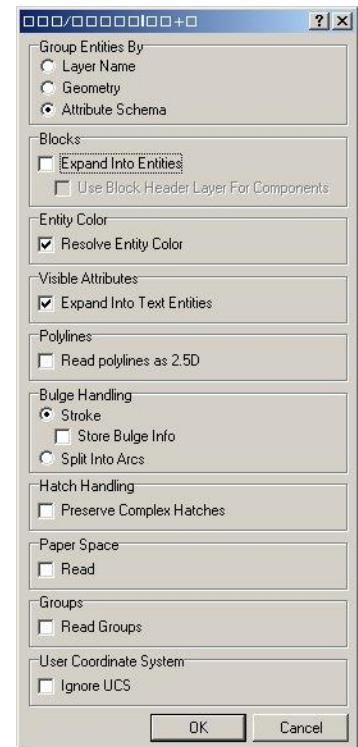 Group Entities By
Layer Name
Geometry
Attribute Schema
Blocks
Expand Into Entities
Use Block Header Layer For Components
Entity Color
Resolve Entity Color
Visible Attributes
Expand Into Text Entities
Polylines
Read polylines as 2.5D
Bulge Handling
Stroke
Store Bulge Info
Split Into Arcs
Hatch Handling
Preserve Complex Hatches
Paper Space
Read
Groups
Read Groups
User Coordinate System
Ignore UCS
OK Cancel